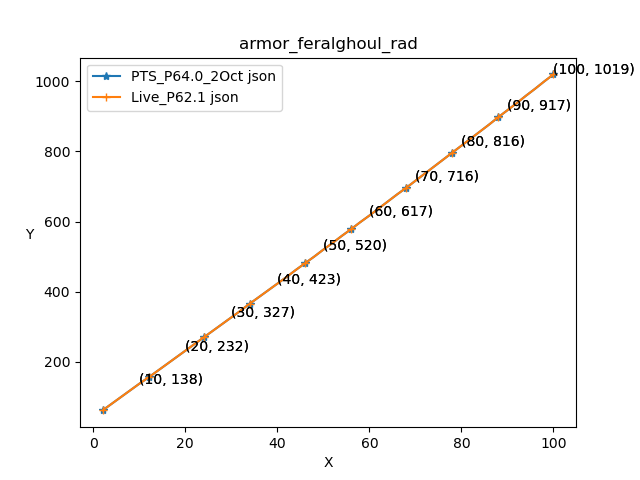 armor_feralghoul_rad
PTS_P64.0_2Oct json
Live_P62.1 json
(100, 1019)
(90, 917)
(80, 816)
(70, 716)
(60, 617)
(50, 520)
(40, 423)
(30, 327)
(20, 232)
(10, 138)
Y
1000
800
600
400
200
0 20 40 60 80 100
X